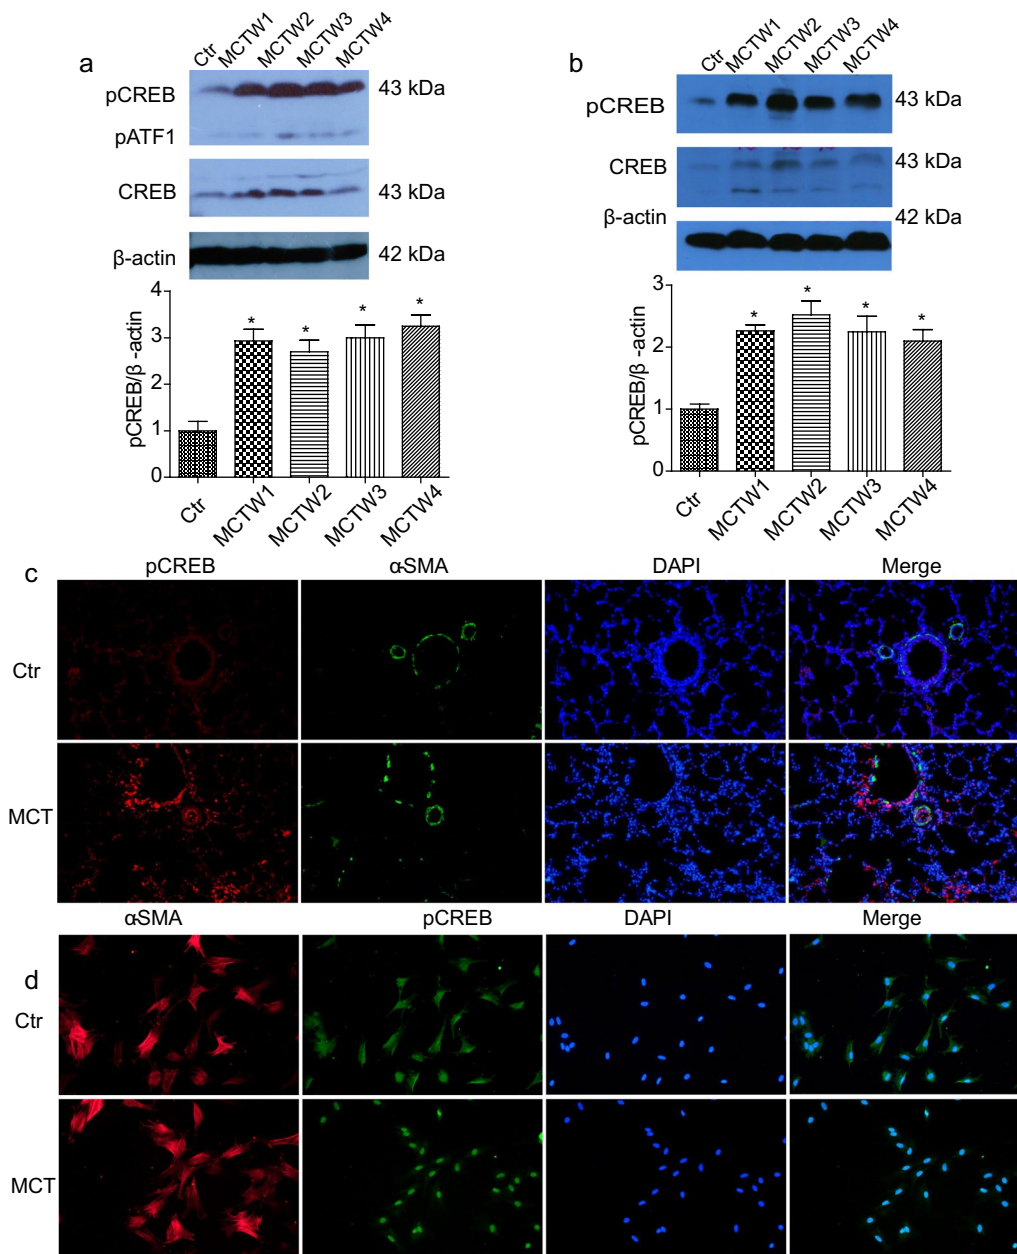 a
Ctr MCTW1 MCTW2 MCTW3 MCTW4
pCREB 43 kDa
pATF1
CREB 43 kDa
β-actin 42 kDa
pCREB/β -actin
4
3
2
1
0
* * * *
Ctr MCTW1 MCTW2 MCTW3 MCTW4
b
Ctr MCTW1 MCTW2 MCTW3 MCTW4
pCREB 43 kDa
CREB 43 kDa
β-actin 42 kDa
pCREB/β -actin
3
2
1
0
* * * *
Ctr MCTW1 MCTW2 MCTW3 MCTW4
c
pCREB α-SMA DAPI Merge
Ctr
MCT
α-SMA pCREB DAPI Merge
d
Ctr
MCT